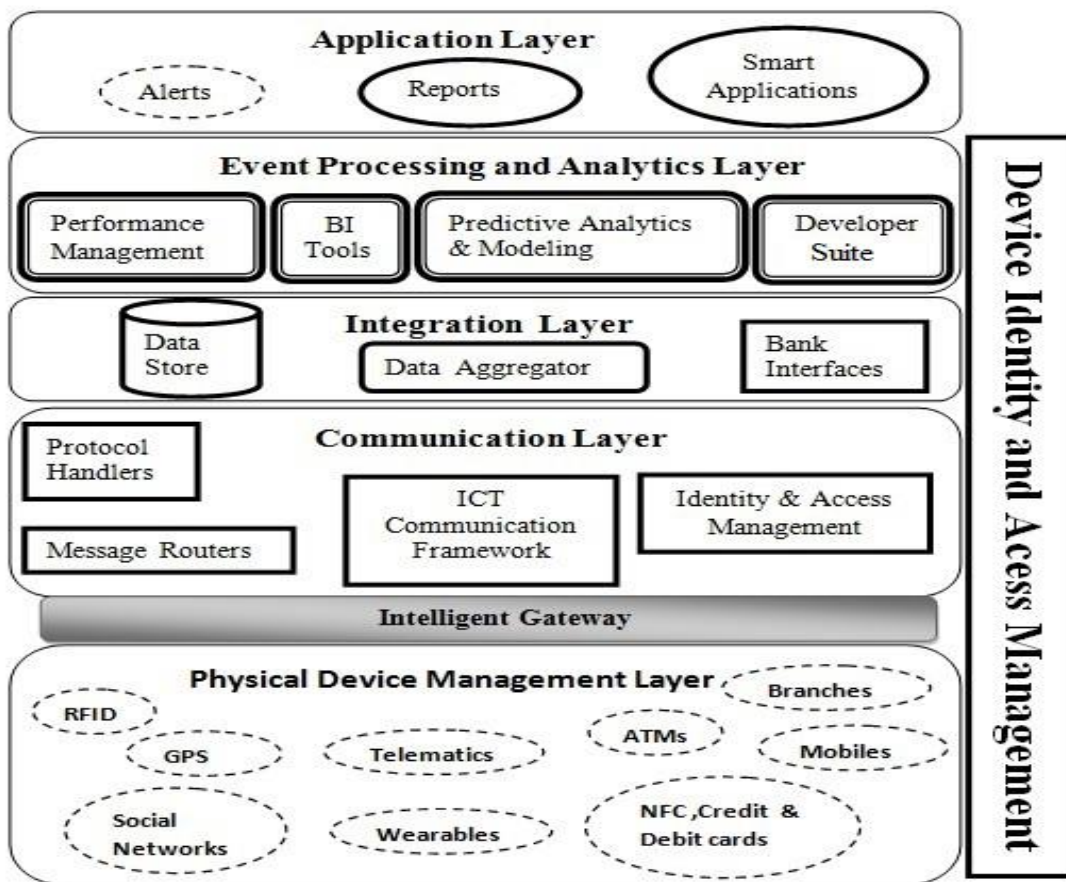 Application Layer
Alerts
Reports
Smart
Applications
Event Processing and Analytics Layer
Performance
Management
BI
Tools
Predictive Analytics
& Modeling
Developer
Suite
Integration Layer
Data
Store
Data Aggregator
Bank
Interfaces
Communication Layer
Protocol
Handlers
Message Routers
ICT
Communication
Framework
Identity & Access
Management
Intelligent Gateway
Physical Device Management Layer
Branches
RFID
GPS
Telematics
ATMs
Mobiles
Social
Networks
Wearables
NFC ,Credit &
Debit cards
Device Identity and Acess Management